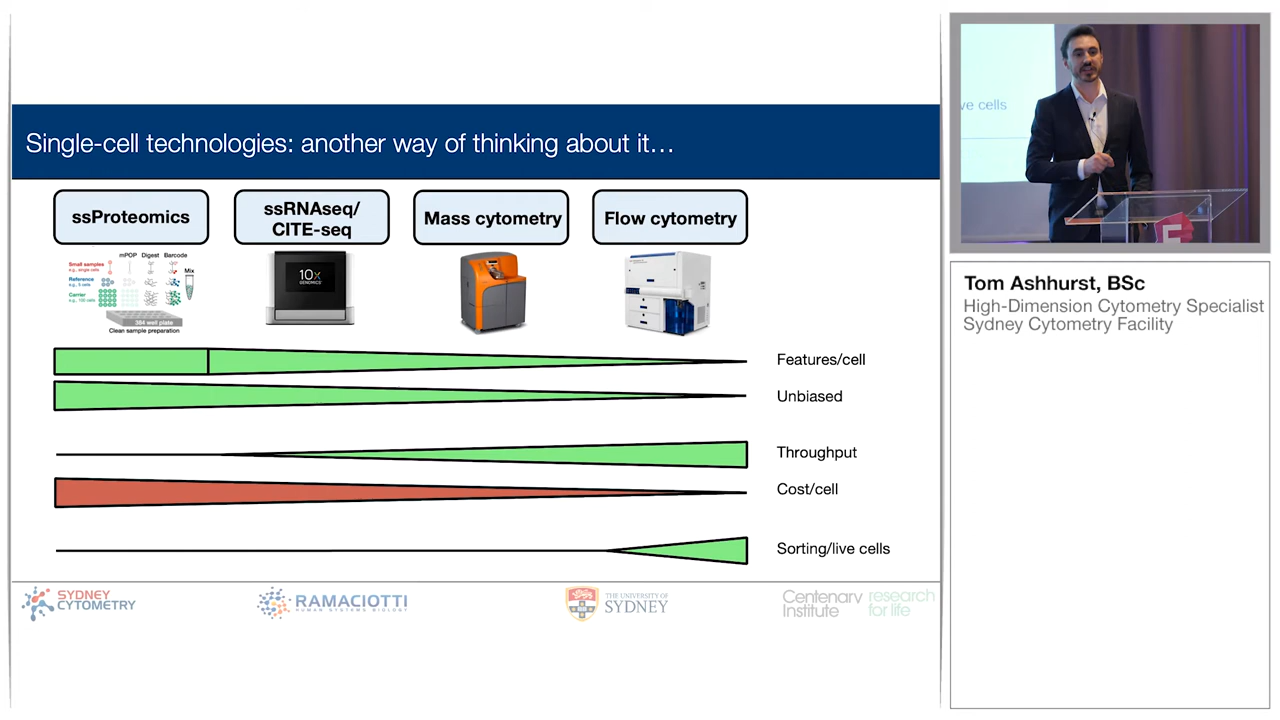 Single-cell technologies: another way of thinking about it…
ssProteomics
ssRNAseq/
CITE-seq
Mass cytometry
Flow cytometry
mPOP Digest Barcode
Small samples
e.g., single cells
Mix
Reference
e.g., 5 cells
Carrier
e.g., 100 cells
384 well plate
Clean sample preparation
10x
GENOMICS
Features/cell
Unbiased
Throughput
Cost/cell
Sorting/live cells
SYDNEY
CYTOMETRY
RAMACIOTTI
HUMAN SYSTEMS BIOLOGY
THE UNIVERSITY OF
SYDNEY
Centenary
Institute
research
for life
ve cells
Tom Ashhurst, BSc
High-Dimension Cytometry Specialist
Sydney Cytometry Facility